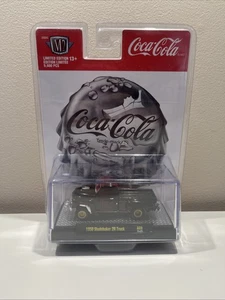 M2
LIMITED EDITION 13+
Coca-Cola
Coca-Cola
1950 Studebaker 2R Truck